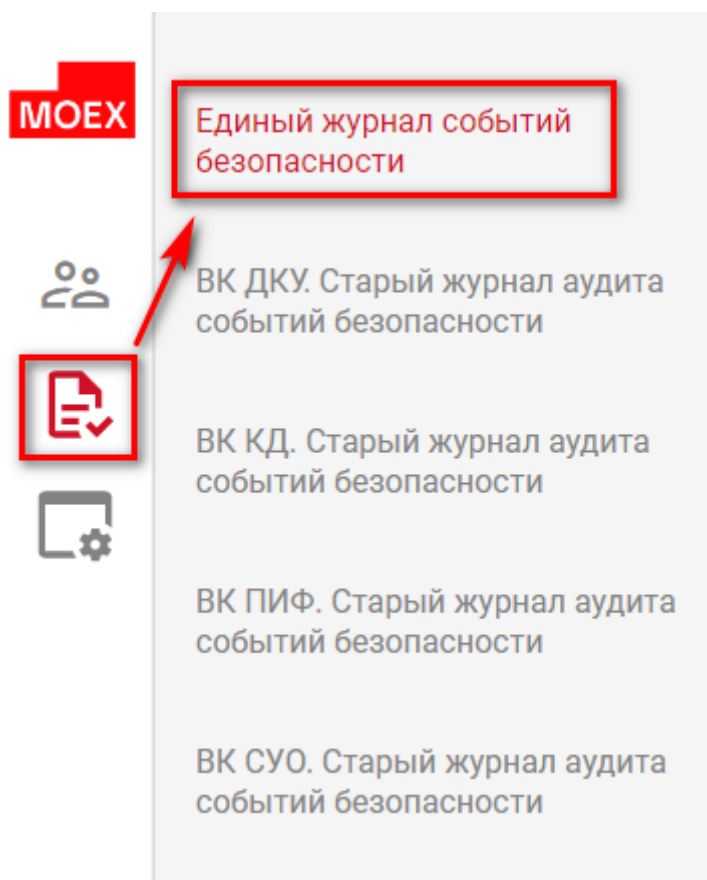 MOEX
Единый журнал событий
безопасности
ВК ДКУ. Старый журнал аудита
событий безопасности
ВК КД. Старый журнал аудита
событий безопасности
ВК ПИФ. Старый журнал аудита
событий безопасности
ВК СУО. Старый журнал аудита
событий безопасности